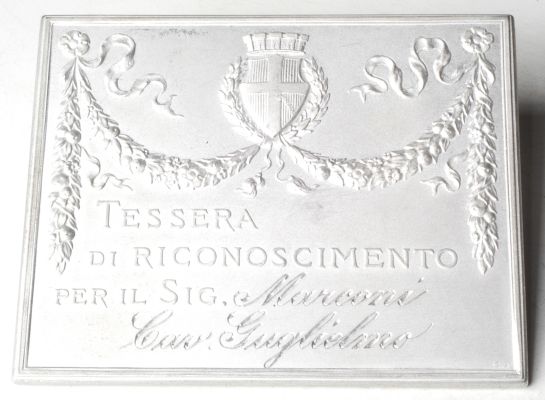 TESSERA
DI RICONOSCIMENTO
PER IL SIG. Marconi
Cav. Guglielmo